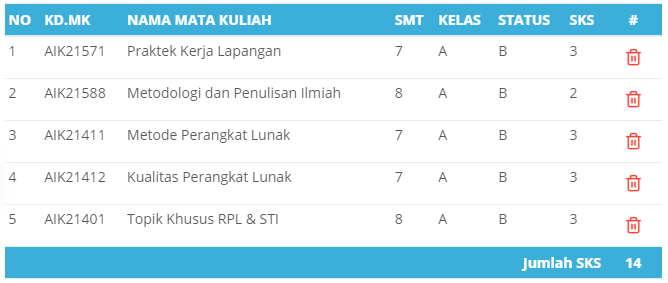 NO KD.MK NAMA MATA KULIAH SMT KELAS STATUS SKS #
1 AIK21571 Praktek Kerja Lapangan 7 A B 3
2 AIK21588 Metodologi dan Penulisan Ilmiah 8 A B 2
3 AIK21411 Metode Perangkat Lunak 7 A B 3
4 AIK21412 Kualitas Perangkat Lunak 7 A B 3
5 AIK21401 Topik Khusus RPL & STI 8 A B 3
Jumlah SKS 14